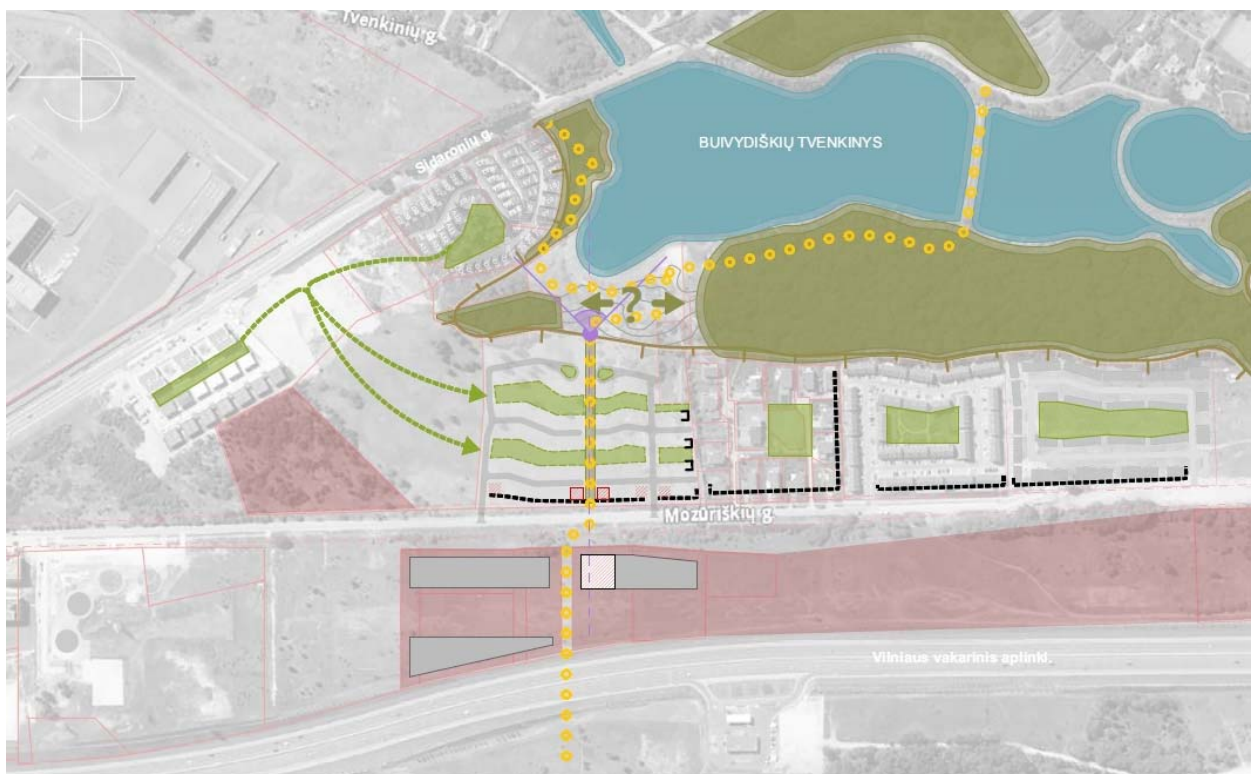 Tvenkinių g.
BUIVYDIŠKIŲ TVENKINYS
Sidaronių g.
?
Mozūriškių g.
Vilniaus vakarinis aplinkl.